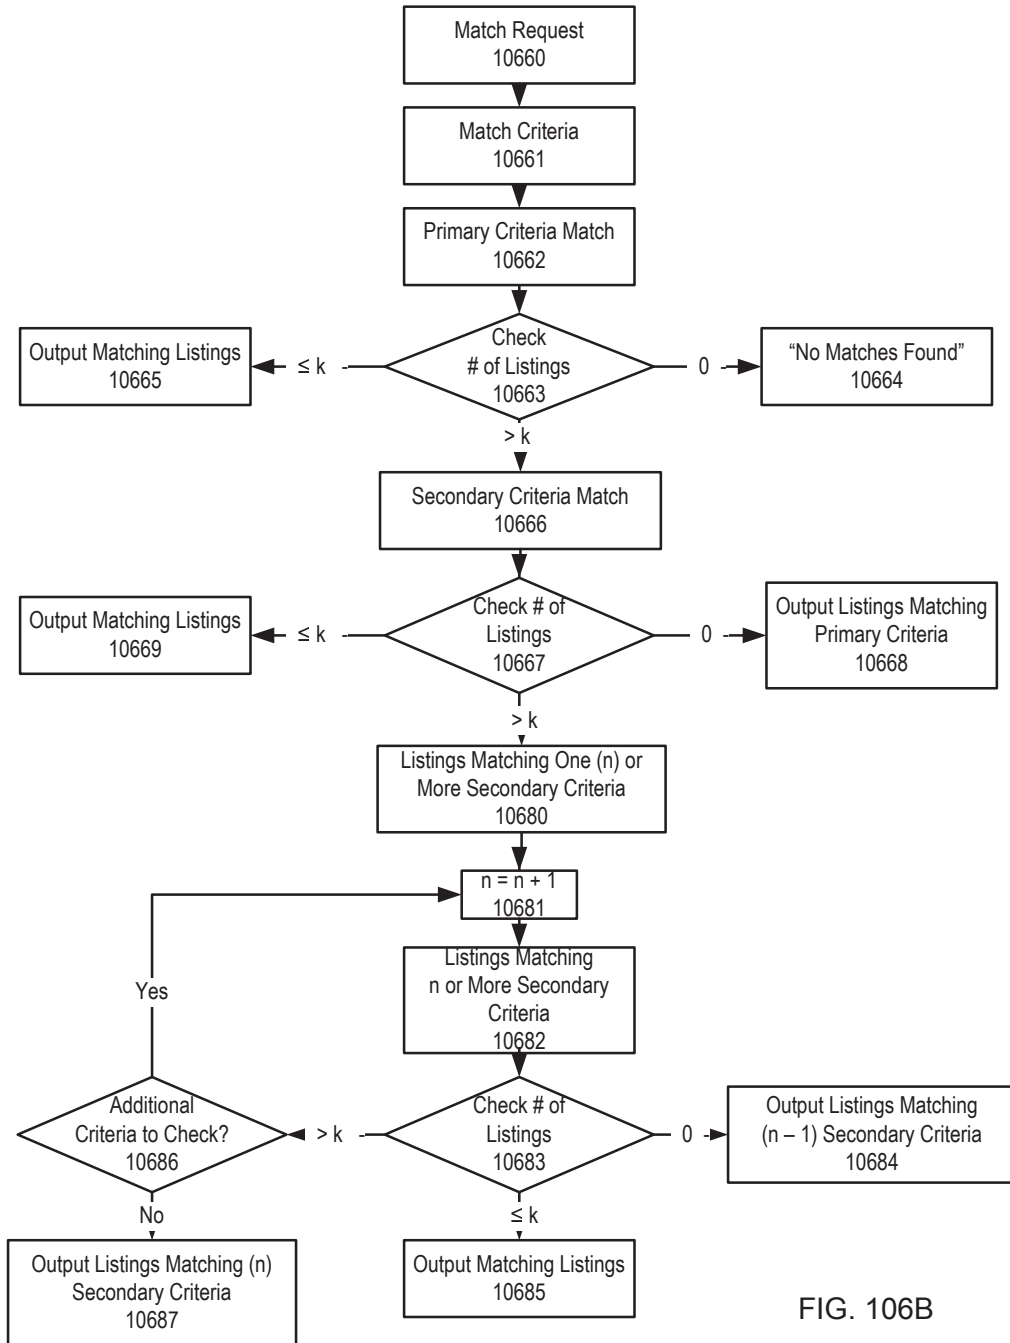 Match Request
10660
Match Criteria
10661
Primary Criteria Match
10662
Check
# of Listings
10663
Output Matching Listings
10665
≤ k
0
“No Matches Found”
10664
> k
Secondary Criteria Match
10666
Check # of
Listings
10667
Output Matching Listings
10669
≤ k
0
Output Listings Matching
Primary Criteria
10668
> k
Listings Matching One (n) or
More Secondary Criteria
10680
n = n + 1
10681
Listings Matching
n or More Secondary
Criteria
10682
Yes
Additional
Criteria to Check?
10686
> k
Check # of
Listings
10683
0
Output Listings Matching
(n – 1) Secondary Criteria
10684
No
≤ k
Output Listings Matching (n)
Secondary Criteria
10687
Output Matching Listings
10685
FIG. 106B